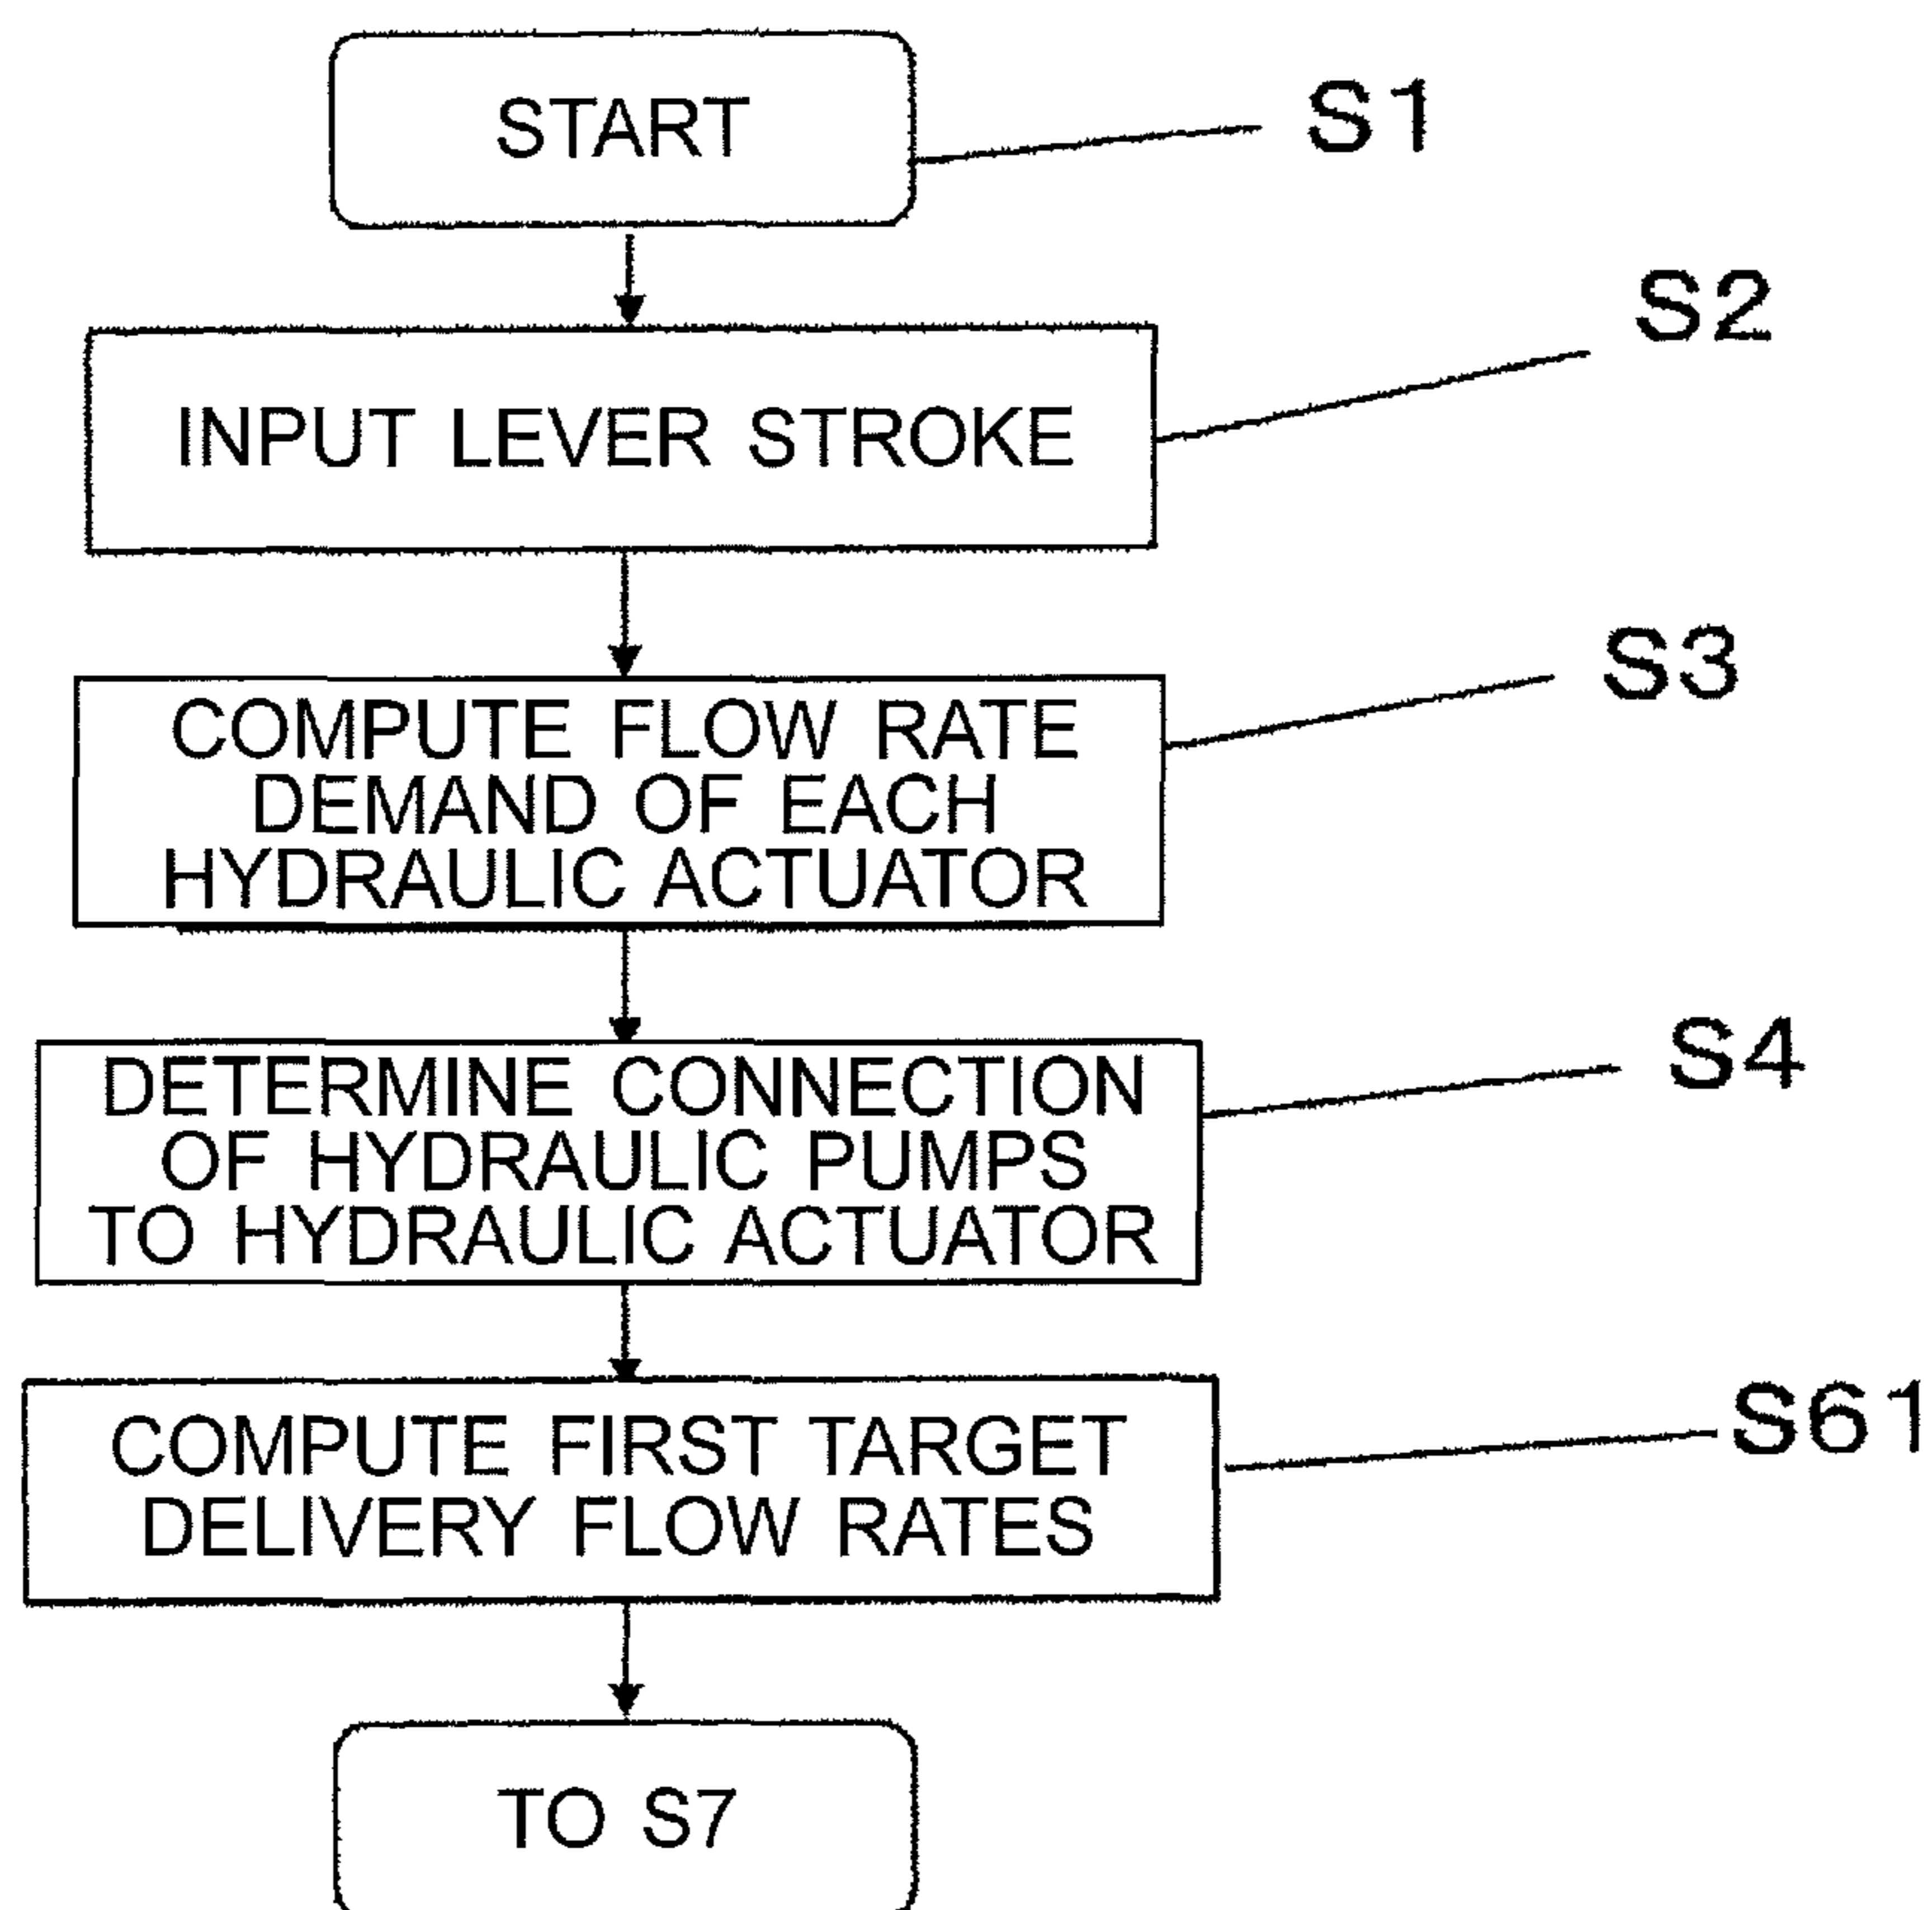 START
S1
INPUT LEVER STROKE
S2
COMPUTE FLOW RATE
DEMAND OF EACH
HYDRAULIC ACTUATOR
S3
DETERMINE CONNECTION
OF HYDRAULIC PUMPS
TO HYDRAULIC ACTUATOR
S4
COMPUTE FIRST TARGET
DELIVERY FLOW RATES
S61
TO S7